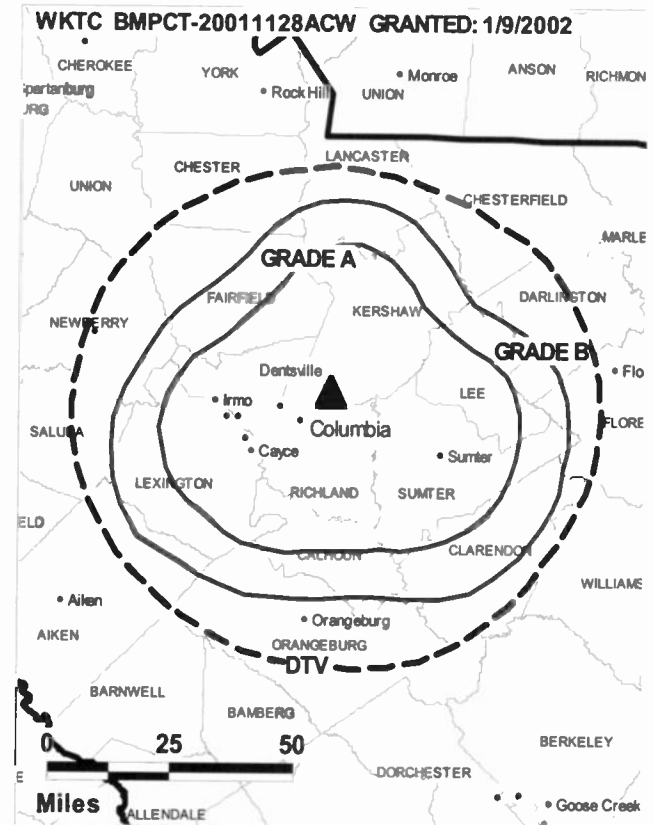 WKTC BMPCT-20011128ACW GRANTED: 1/9/2002
CHEROKEE
YORK
Monroe
ANSON
RICHMON
Spartanburg
Rock Hill
UNION
URG
LANCASTER
CHESTER
UNION
CHESTERFIELD
MARLE
GRADE A
FAIRFIELD
KERSHAW
DARLINGTON
NEWBERRY
GRADE B
Dentsville
Flo
LEE
Irmo
Columbia
FLORE
SALUDA
Cayce
Sumter
LEXINGTON
RICHLAND
SUMTER
ELD
CALHOUN
CLARENDON
WILLIAMS
Aiken
Orangeburg
AIKEN
ORANGEBURG
DTV
BARNWELL
BAMBERG
0 25 50
BERKELEY
E
DORCHESTER
Miles
ALLENDALE
Goose Creek